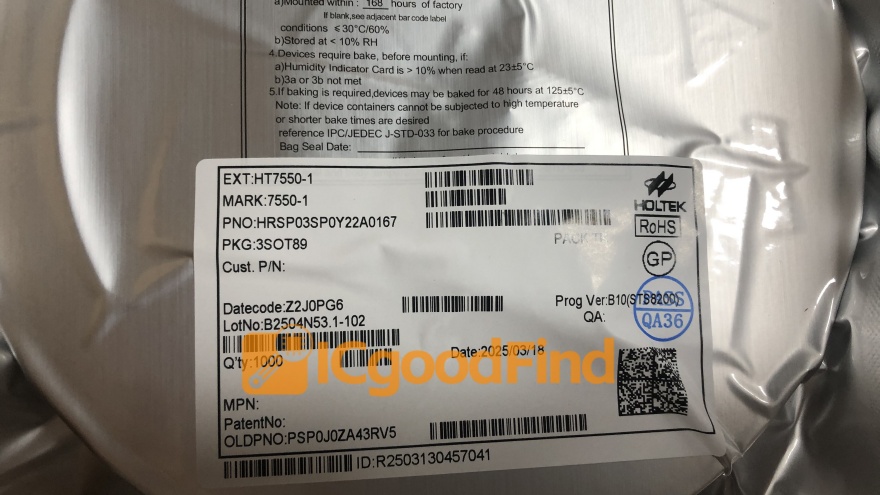 a)Mounted within : 168 hours of factory
If blank,see adjacent bar code label
conditions ≤30°C/60%
b)Stored at < 10% RH
4.Devices require bake, before mounting, if:
a)Humidity Indicator Card is > 10% when read at 23±5°C
b)3a or 3b not met
5.If baking is required,devices may be baked for 48 hours at 125±5°C
Note: If device containers cannot be subjected to high temperature
or shorter bake times are desired
reference IPC/JEDEC J-STD-033 for bake procedure
Bag Seal Date:
EXT:HT7550-1
MARK:7550-1
PNO:HRSP03SP0Y22A0167
PKG:3SOT89
Cust. P/N:
HOLTEK
RoHS
GP
Datecode:Z2J0PG6
LotNo:B2504N53.1-102
Prog Ver:B10(STS8200)
QA:
PASS
QA36
Q'ty:1000
Date:2025/03/18
ICgoodFind
MPN:
PatentNo:
OLDPNO:PSP0J0ZA43RV5
ID:R2503130457041